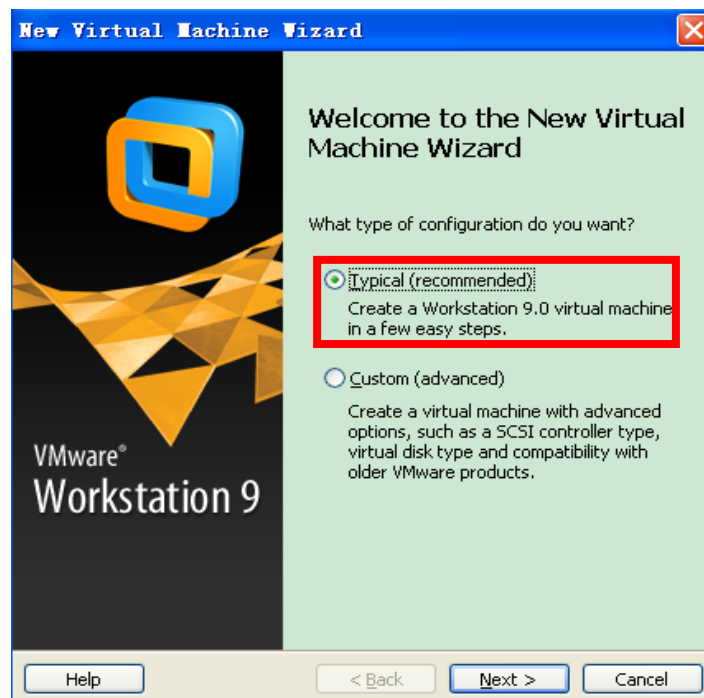 New Virtual Machine Wizard
Welcome to the New Virtual
Machine Wizard
What type of configuration do you want?
Typical (recommended)
Create a Workstation 9.0 virtual machine
in a few easy steps.
Custom (advanced)
Create a virtual machine with advanced
options, such as a SCSI controller type,
virtual disk type and compatibility with
older VMware products.
VMware®
Workstation 9
Help
< Back
Next >
Cancel